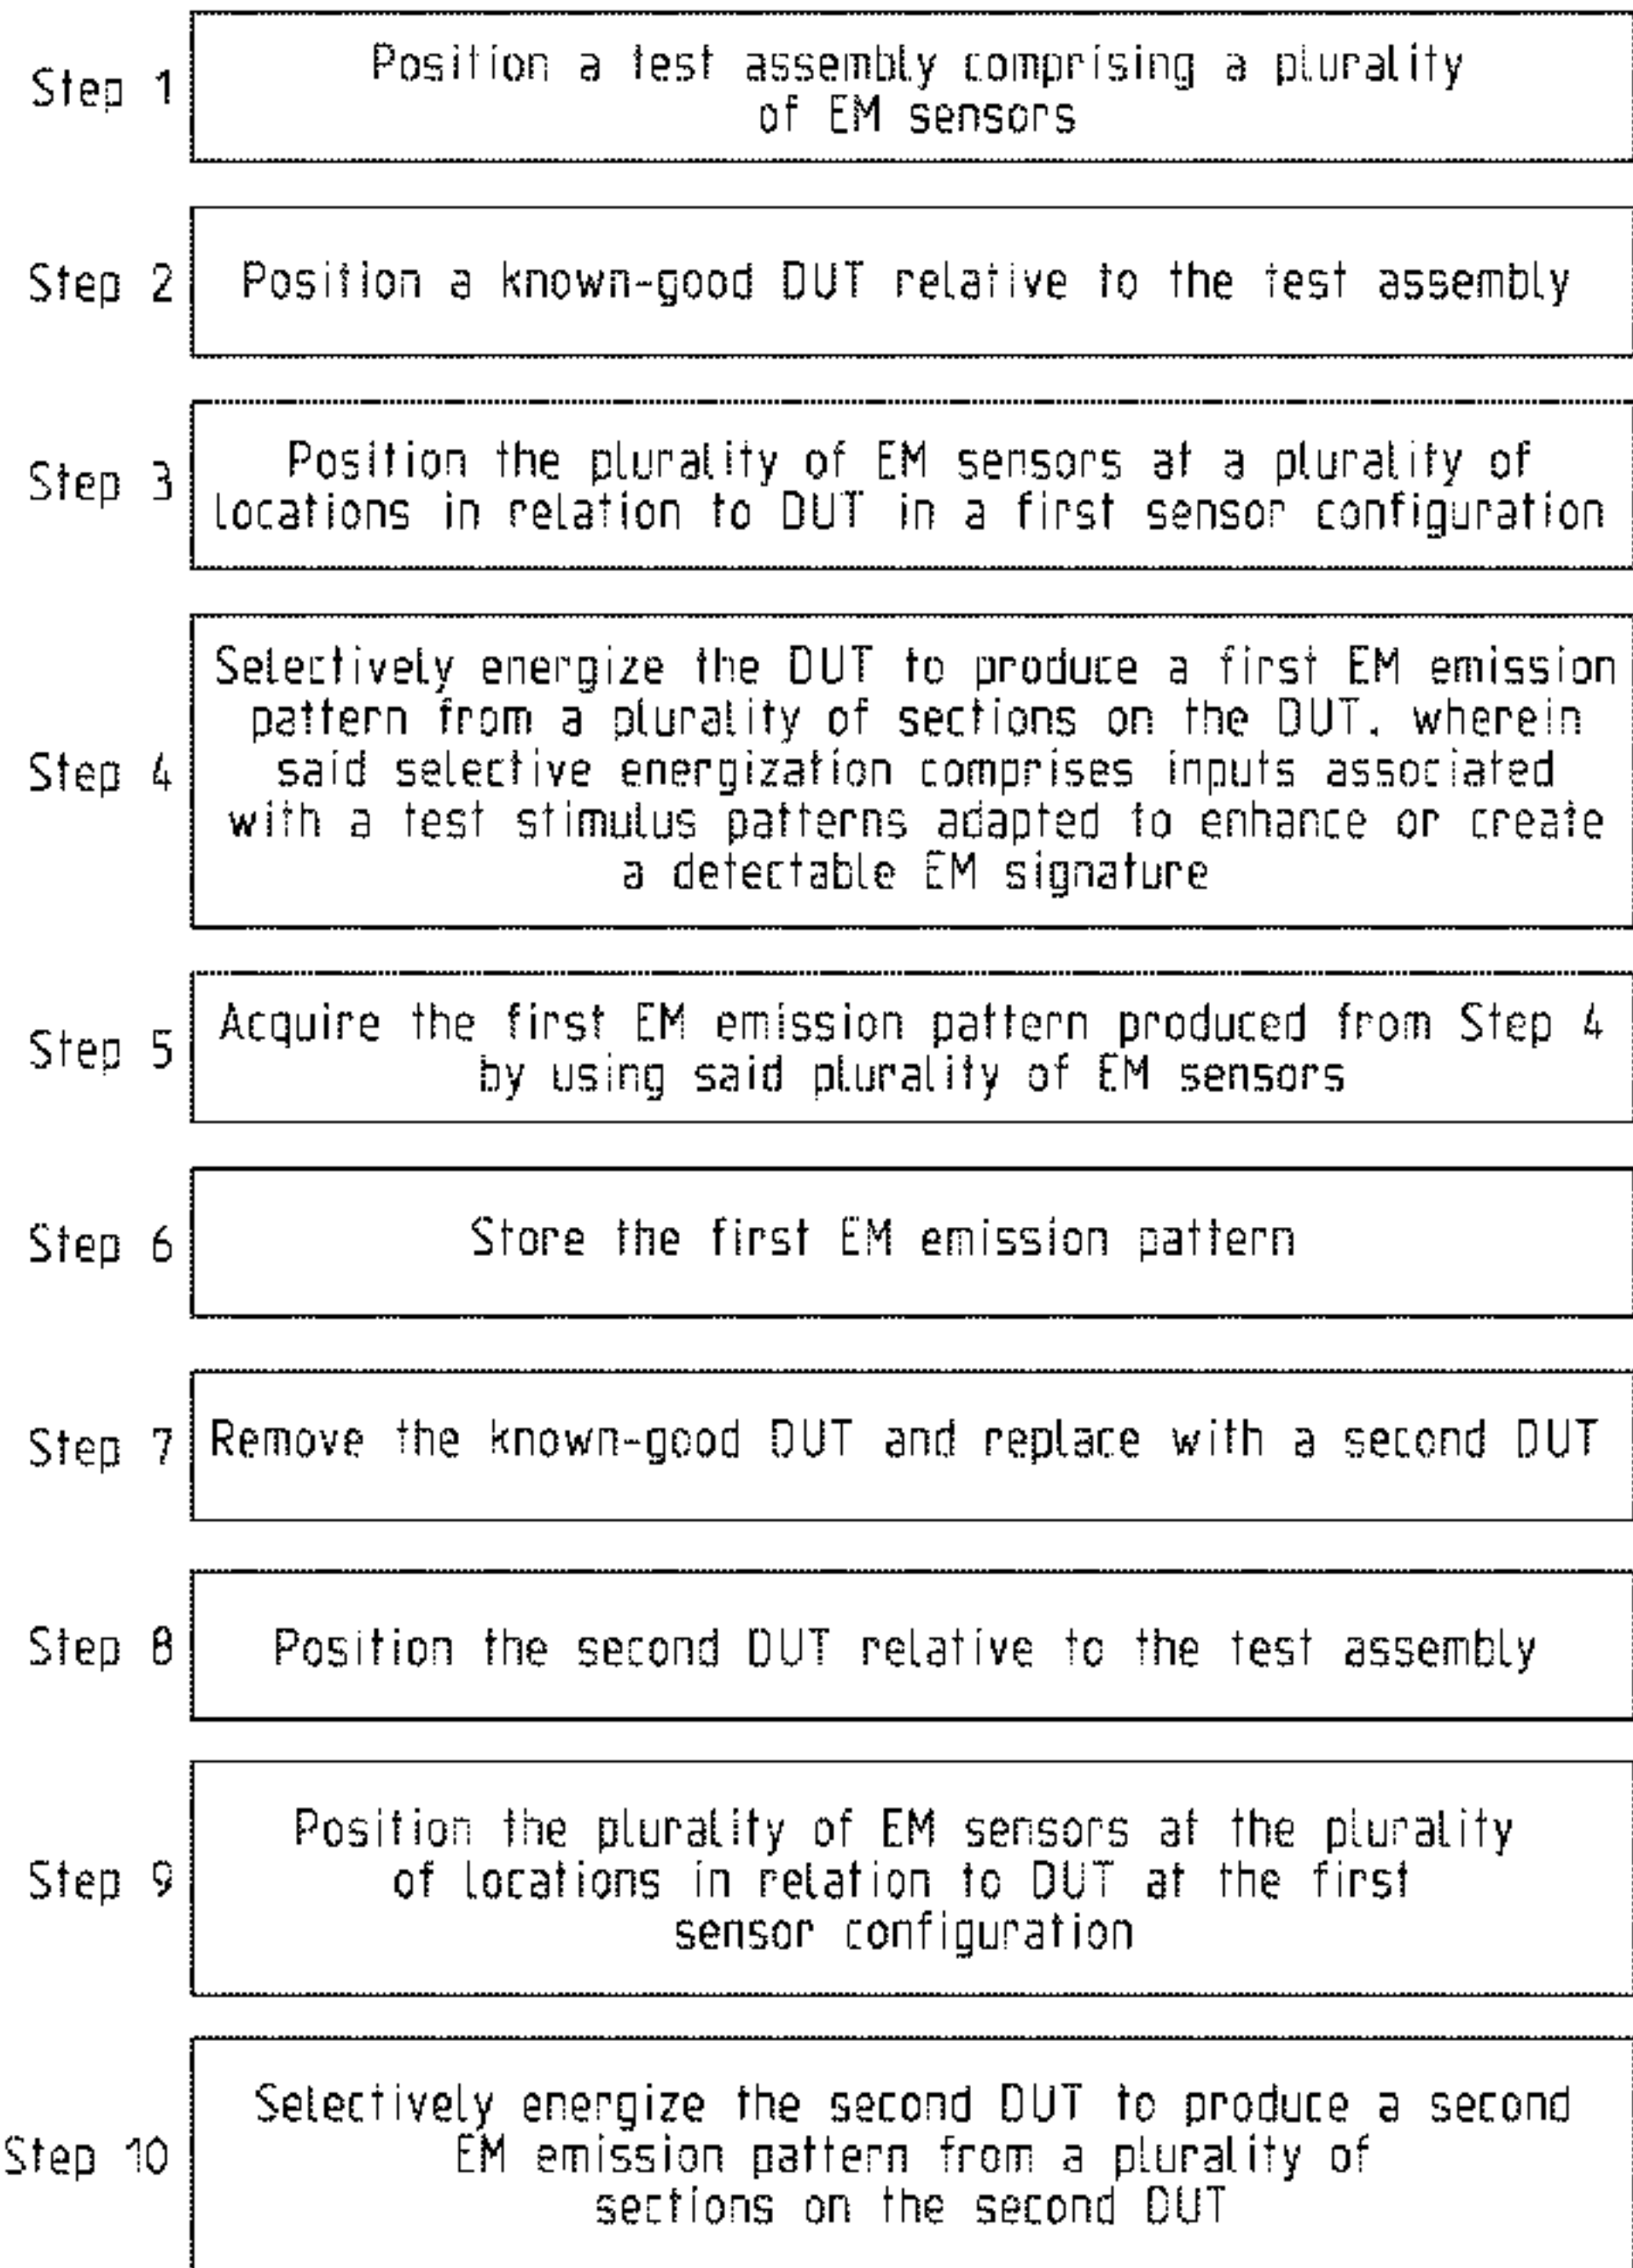 Step 1
Position a test assembly comprising a plurality
of EM sensors
Step 2
Position a known-good DUT relative to the test assembly
Step 3
Position the plurality of EM sensors at a plurality of
locations in relation to DUT in a first sensor configuration
Step 4
Selectively energize the DUT to produce a first EM emission
pattern from a plurality of sections on the DUT, wherein
said selective energization comprises inputs associated
with a test stimulus patterns adapted to enhance or create
a detectable EM signature
Step 5
Acquire the first EM emission pattern produced from Step 4
by using said plurality of EM sensors
Step 6
Store the first EM emission pattern
Step 7
Remove the known-good DUT and replace with a second DUT
Step 8
Position the second DUT relative to the test assembly
Step 9
Position the plurality of EM sensors at the plurality
of locations in relation to DUT at the first
sensor configuration
Step 10
Selectively energize the second DUT to produce a second
EM emission pattern from a plurality of
sections on the second DUT